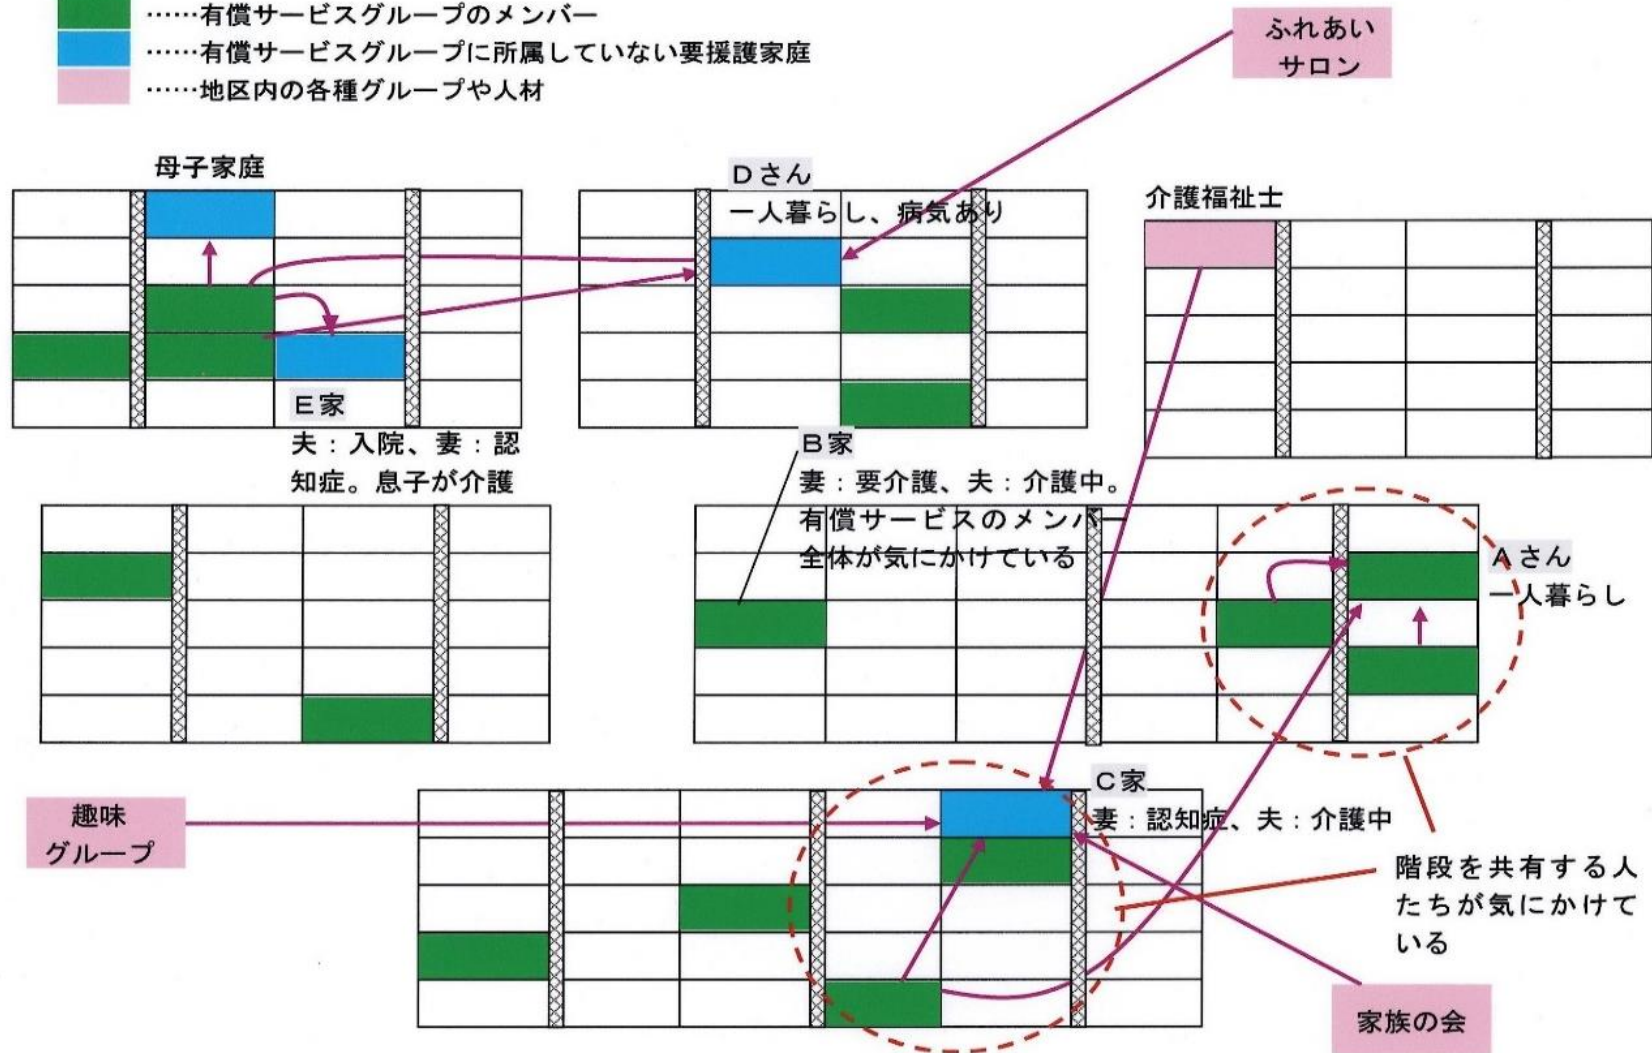 ……有償サービスグループのメンバー
……有償サービスグループに所属していない要援護家庭
……地区内の各種グループや人材
ふれあい
サロン
母子家庭
Dさん
一人暮らし、病気あり
介護福祉士
E家
夫：入院、妻：認
知症。息子が介護
B家
妻：要介護、夫：介護中。
有償サービスのメンバー
全体が気にかけている
Aさん
一人暮らし
趣味
グループ
C家
妻：認知症、夫：介護中
階段を共有する人
たちが気にかけて
いる
家族の会